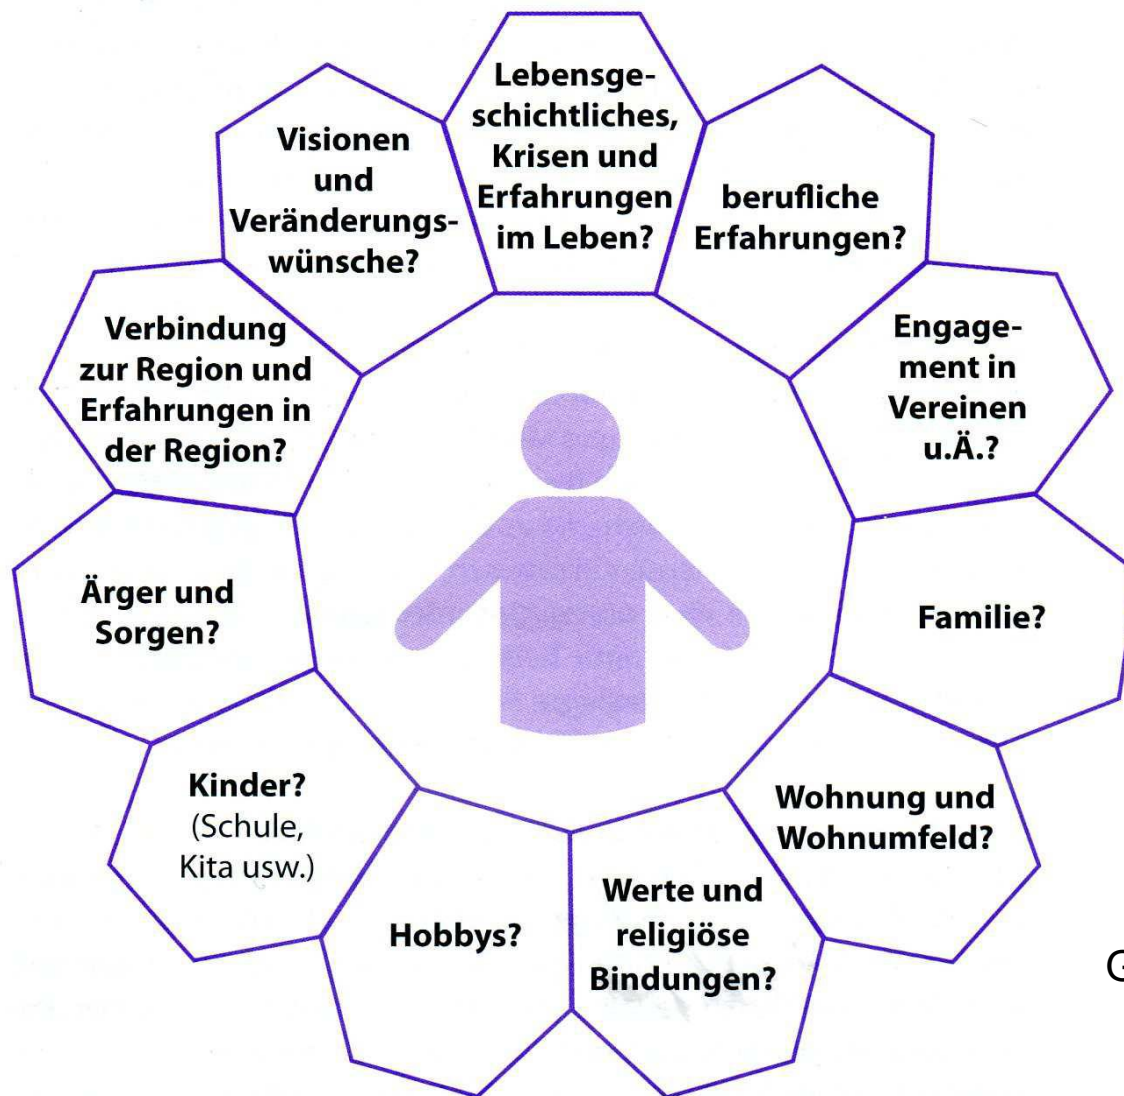 Lebensge-
schichtliches,
Krisen und
Erfahrungen
im Leben?
berufliche
Erfahrungen?
Engage-
ment in
Vereinen
u.Ä.?
Familie?
Wohnung und
Wohnumfeld?
Werte und
religiöse
Bindungen?
Hobbys?
Kinder?
(Schule,
Kita usw.)
Ärger und
Sorgen?
Verbindung
zur Region und
Erfahrungen in
der Region?
Visionen
und
Veränderungs-
wünsche?
G